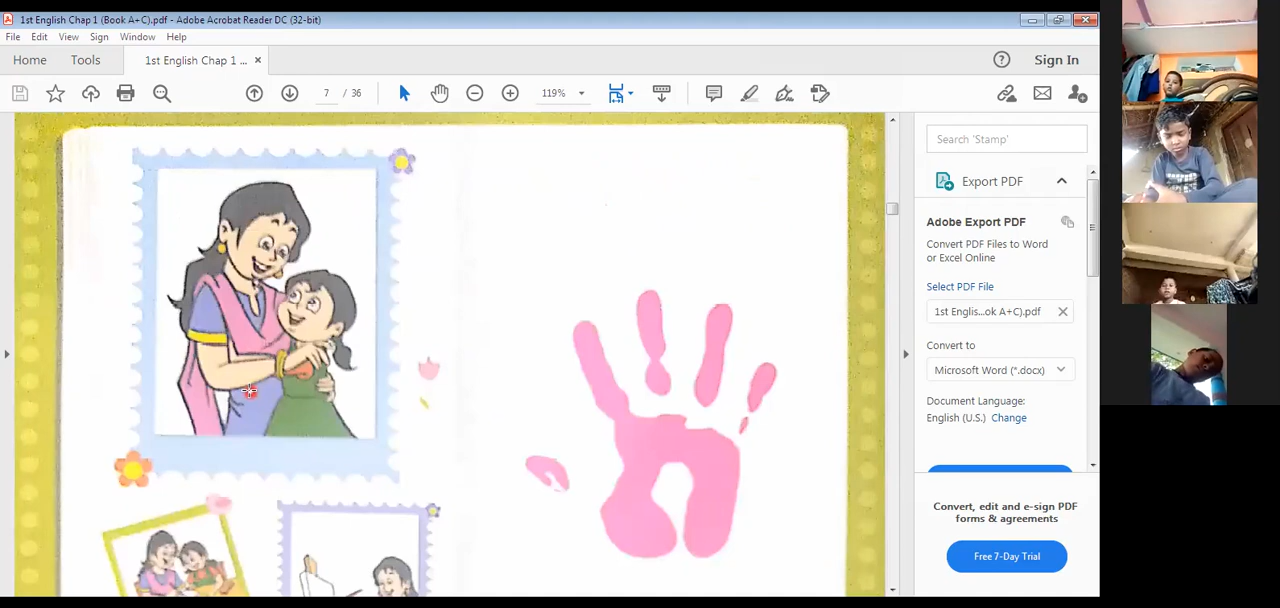 1st English Chap 1 (Book A+C).pdf - Adobe Acrobat Reader DC (32-bit)
File Edit View Sign Window Help
Home Tools 1st English Chap 1 ... × Sign In
7 / 36 119%
Search 'Stamp'
Export PDF
Adobe Export PDF
Convert PDF Files to Word
or Excel Online
Select PDF File
1st Englis...ok A+C).pdf
Convert to
Microsoft Word (*.docx)
Document Language:
English (U.S.) Change
Convert, edit and e-sign PDF
forms & agreements
Free 7-Day Trial